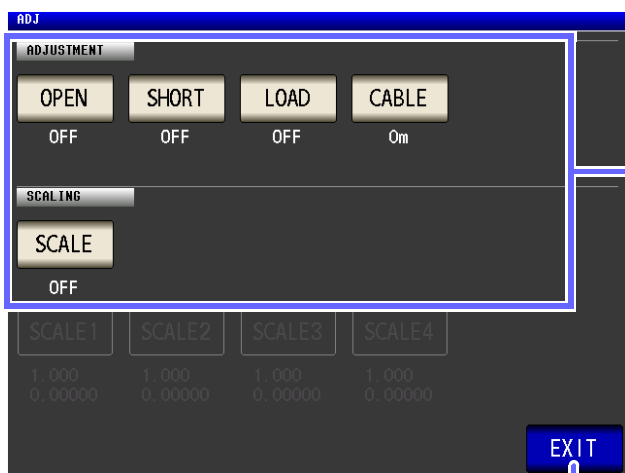 ADJ
ADJUSTMENT
OPEN SHORT LOAD CABLE
OFF OFF OFF 0m
SCALING
SCALE
OFF
SCALE1 SCALE2 SCALE3 SCALE4
1.000 1.000 1.000 1.000
0.00000 0.00000 0.00000 0.00000
EXIT